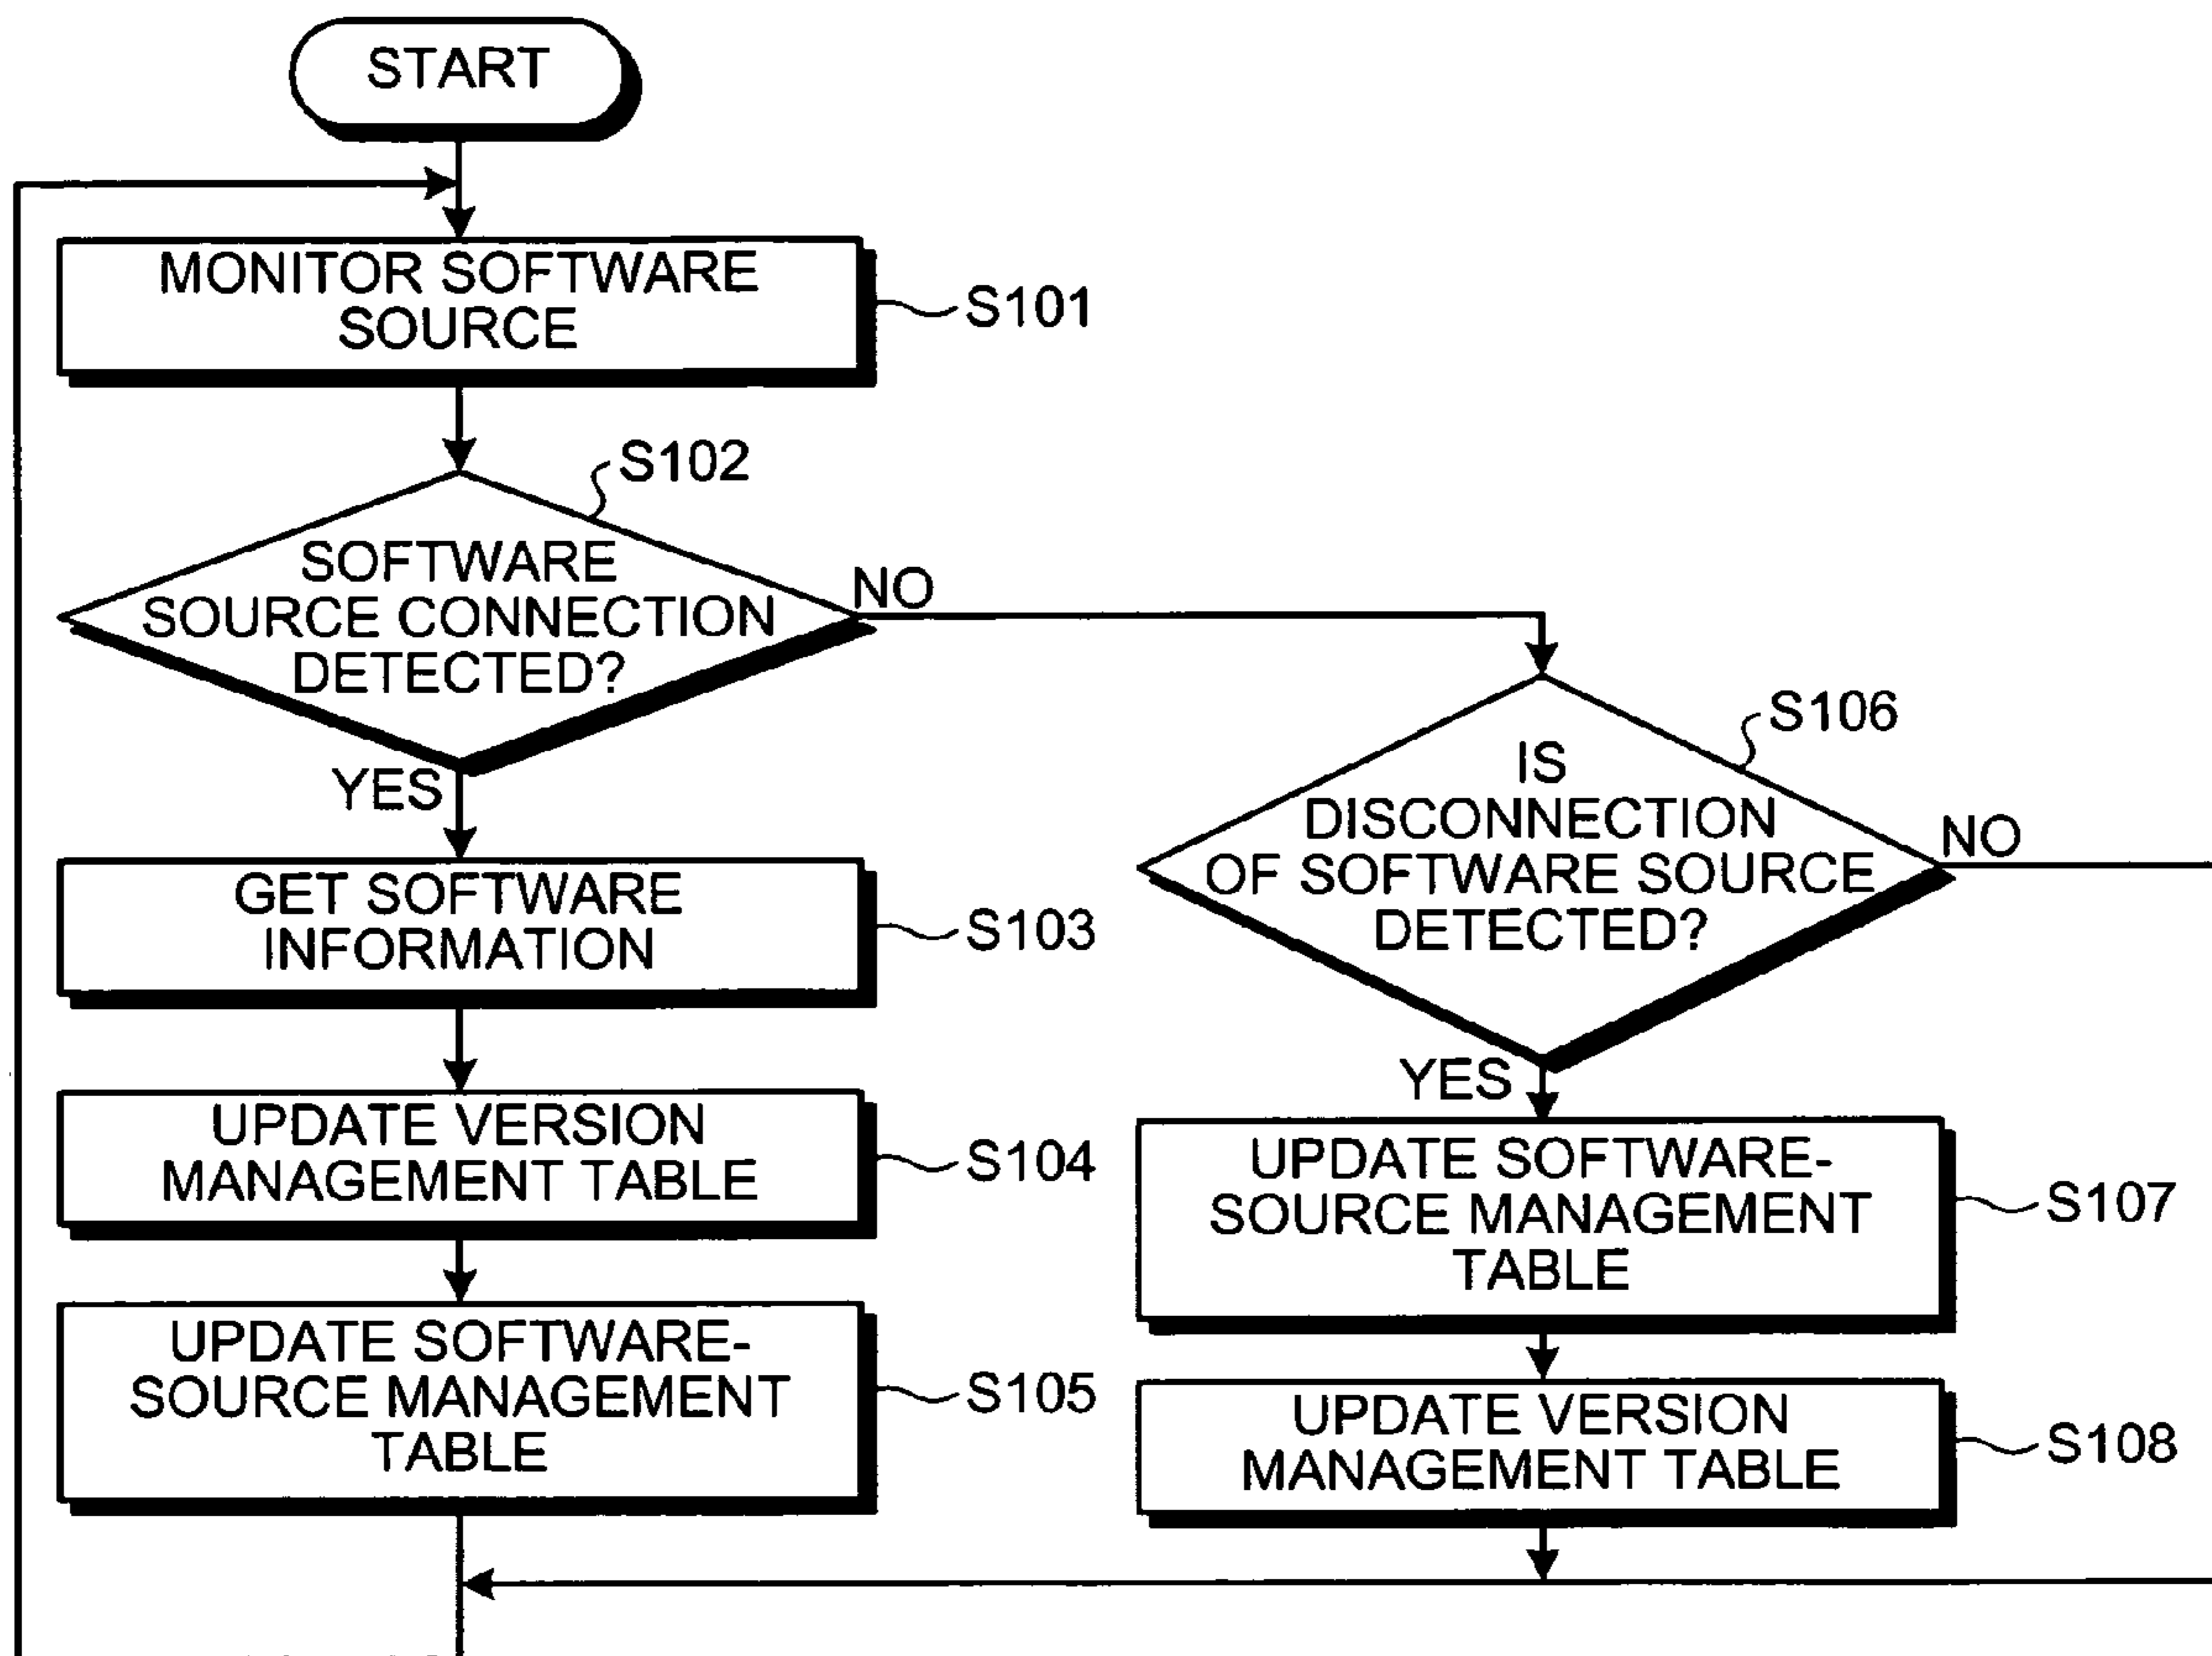 START
MONITOR SOFTWARE
SOURCE
S101
S102
SOFTWARE
SOURCE CONNECTION
DETECTED?
NO
YES
GET SOFTWARE
INFORMATION
S103
UPDATE VERSION
MANAGEMENT TABLE
S104
UPDATE SOFTWARE-
SOURCE MANAGEMENT
TABLE
S105
S106
IS
DISCONNECTION
OF SOFTWARE SOURCE
DETECTED?
NO
YES
UPDATE SOFTWARE-
SOURCE MANAGEMENT
TABLE
S107
UPDATE VERSION
MANAGEMENT TABLE
S108